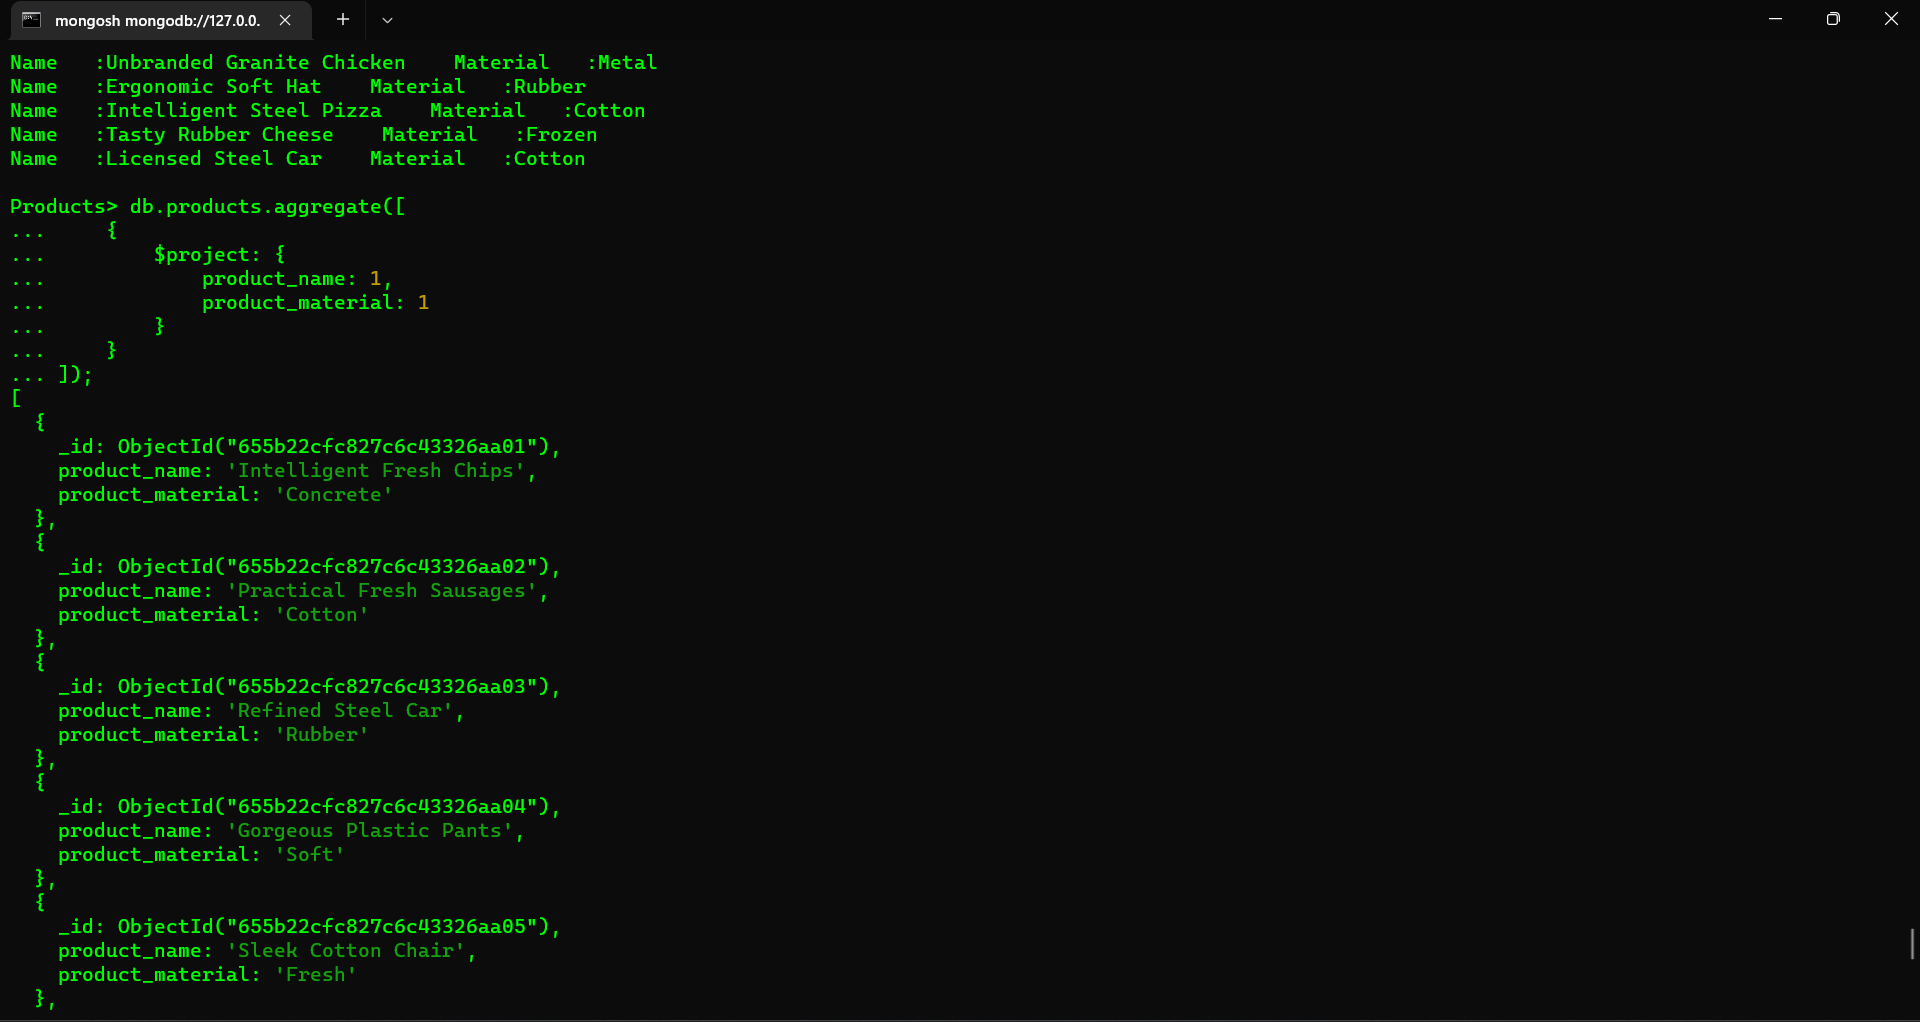 mongosh mongodb://127.0.0.
Name   :Unbranded Granite Chicken    Material   :Metal
Name   :Ergonomic Soft Hat    Material   :Rubber
Name   :Intelligent Steel Pizza    Material   :Cotton
Name   :Tasty Rubber Cheese    Material   :Frozen
Name   :Licensed Steel Car    Material   :Cotton
Products> db.products.aggregate([
...     {
...         $project: {
...             product_name: 1,
...             product_material: 1
...         }
...     }
... ]);
[
  {
    _id: ObjectId("655b22cfc827c6c43326aa01"),
    product_name: 'Intelligent Fresh Chips',
    product_material: 'Concrete'
  },
  {
    _id: ObjectId("655b22cfc827c6c43326aa02"),
    product_name: 'Practical Fresh Sausages',
    product_material: 'Cotton'
  },
  {
    _id: ObjectId("655b22cfc827c6c43326aa03"),
    product_name: 'Refined Steel Car',
    product_material: 'Rubber'
  },
  {
    _id: ObjectId("655b22cfc827c6c43326aa04"),
    product_name: 'Gorgeous Plastic Pants',
    product_material: 'Soft'
  },
  {
    _id: ObjectId("655b22cfc827c6c43326aa05"),
    product_name: 'Sleek Cotton Chair',
    product_material: 'Fresh'
  },